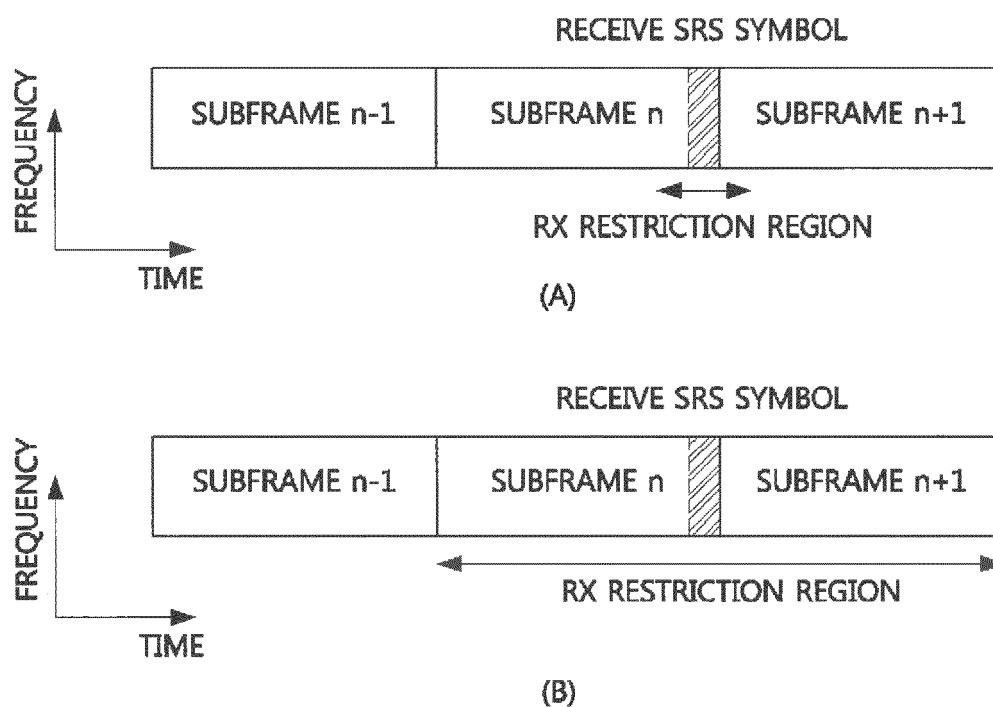 RECEIVE SRS SYMBOL
FREQUENCY
SUBFRAME n-1
SUBFRAME n
SUBFRAME n+1
RX RESTRICTION REGION
TIME
(A)
RECEIVE SRS SYMBOL
FREQUENCY
SUBFRAME n-1
SUBFRAME n
SUBFRAME n+1
RX RESTRICTION REGION
TIME
(B)